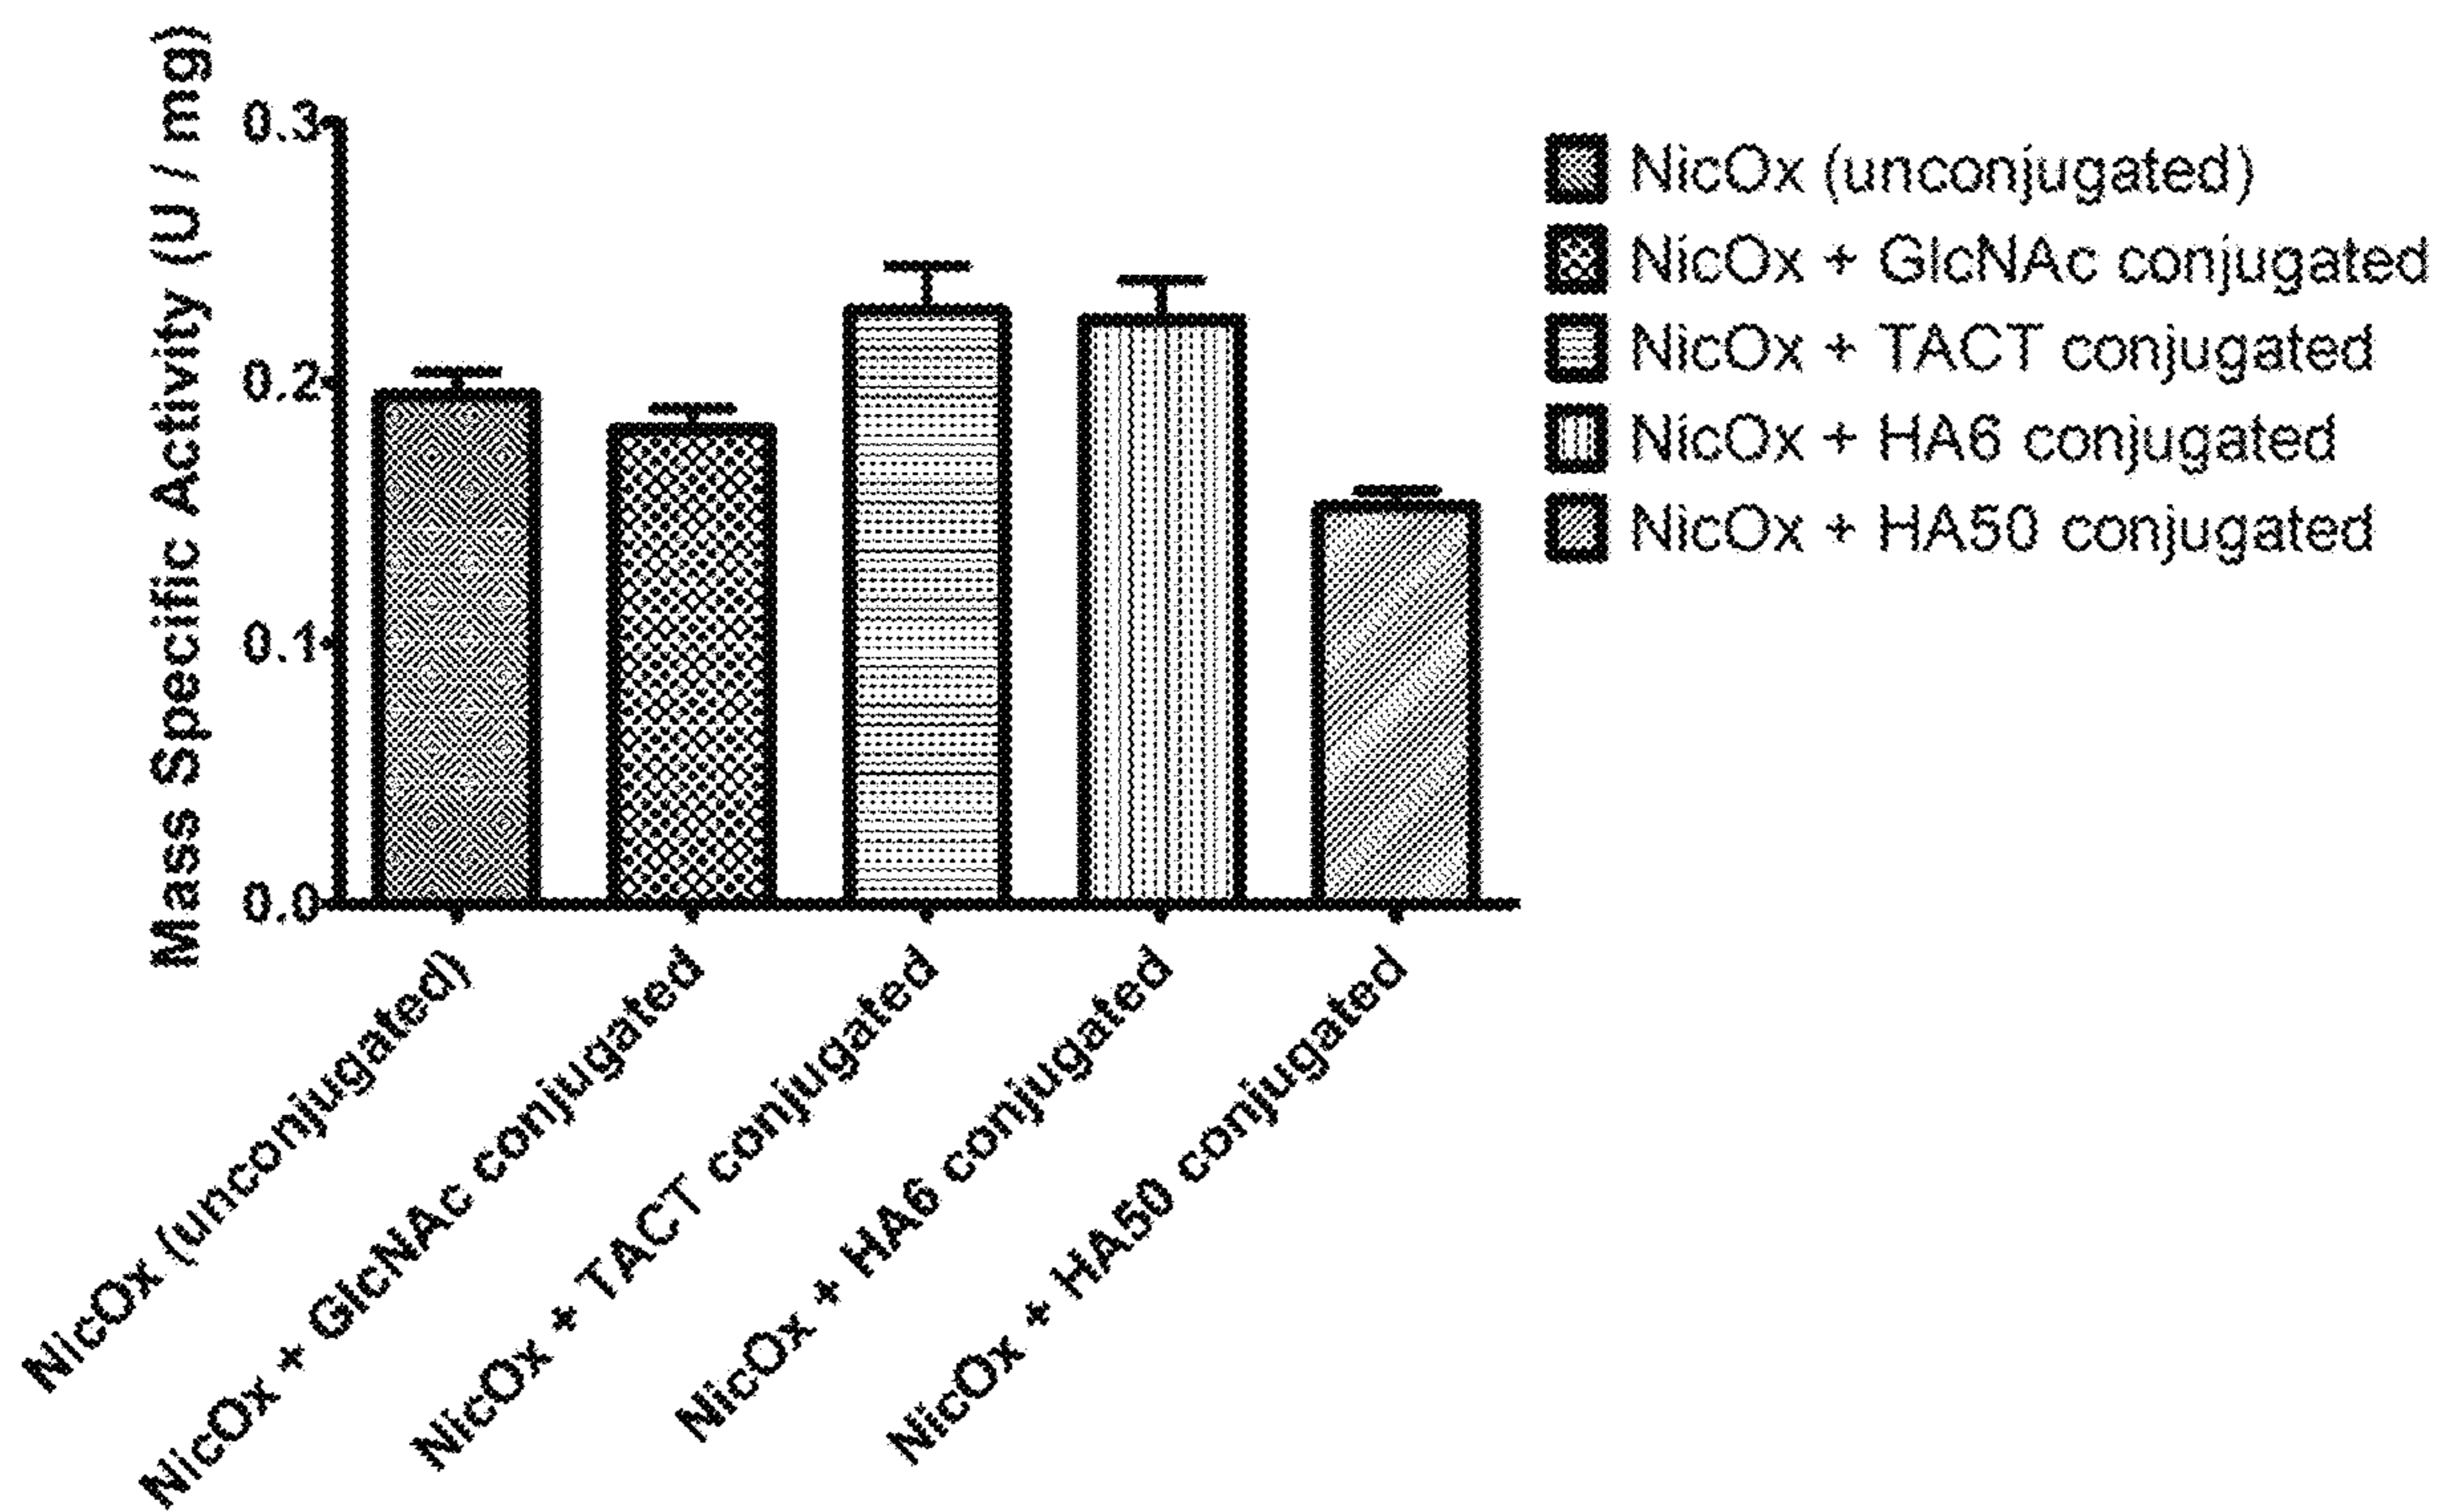 Mass Specific Activity (U / mg)
0.3
0.2
0.1
0.0
NicOx (unconjugated)
NicOx + GlcNAc conjugated
NicOx + TACT conjugated
NicOx + HA6 conjugated
NicOx + HA50 conjugated
NicOx (unconjugated)
NicOx + GlcNAc conjugated
NicOx + TACT conjugated
NicOx + HA6 conjugated
NicOx + HA50 conjugated